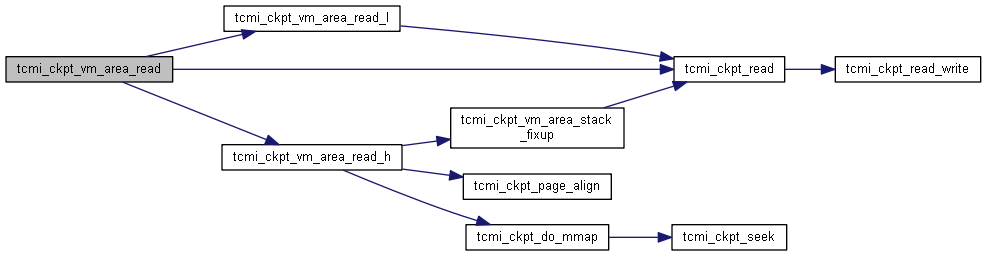 tcmi_ckpt_vm_area_read_l
tcmi_ckpt_vm_area_read
tcmi_ckpt_read
tcmi_ckpt_read_write
tcmi_ckpt_vm_area_stack
_fixup
tcmi_ckpt_vm_area_read_h
tcmi_ckpt_page_align
tcmi_ckpt_do_mmap
tcmi_ckpt_seek